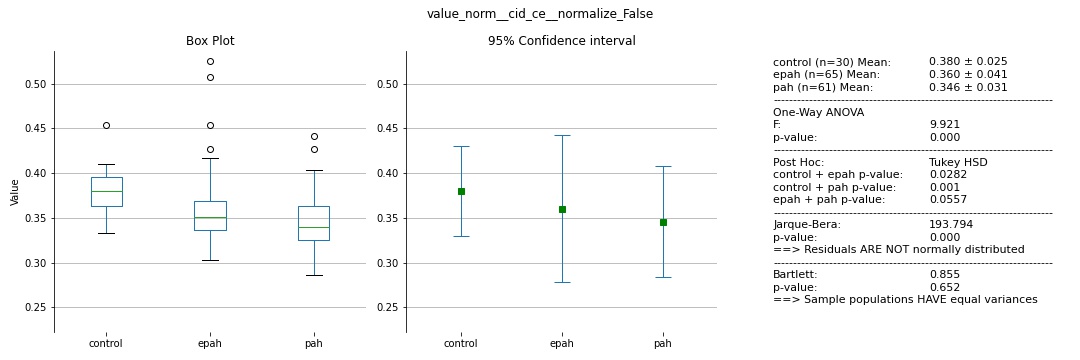 value_norm__cid_ce__normalize_False
Box Plot
Value
0.50
0.45
0.40
0.35
0.30
0.25
control epah pah
95% Confidence interval
0.50
0.45
0.40
0.35
0.30
0.25
control epah pah
control (n=30) Mean: 0.380 ± 0.025
epah (n=65) Mean: 0.360 ± 0.041
pah (n=61) Mean: 0.346 ± 0.031
One-Way ANOVA
F: 9.921
p-value: 0.000
Post Hoc: Tukey HSD
control + epah p-value: 0.0282
control + pah p-value: 0.001
epah + pah p-value: 0.0557
Jarque-Bera: 193.794
p-value: 0.000
==> Residuals ARE NOT normally distributed
Bartlett: 0.855
p-value: 0.652
==> Sample populations HAVE equal variances